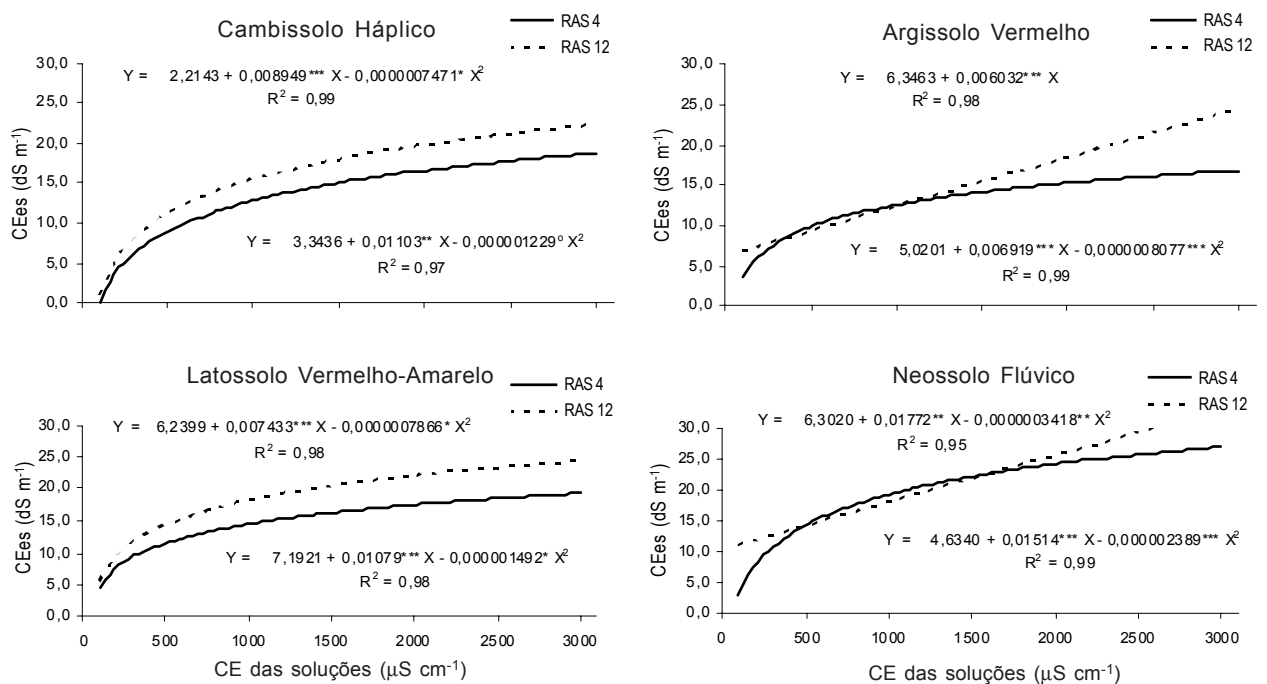 Cambissolo Háplico
RAS 4
RAS 12
Y = 2,2143 + 0,008949*** X - 0,0000007471* X²
R² = 0,99
Y = 3,3436 + 0,01103** X - 0,000001229° X²
R² = 0,97
CEes (dS m⁻¹)
30,0
25,0
20,0
15,0
10,0
5,0
0,0
Argissolo Vermelho
RAS 4
RAS 12
Y = 6,3463 + 0,006032*** X
R² = 0,98
Y = 5,0201 + 0,006919*** X - 0,0000008077*** X²
R² = 0,99
CEes (dS m⁻¹)
30,0
25,0
20,0
15,0
10,0
5,0
0,0
Latossolo Vermelho-Amarelo
RAS 4
RAS 12
Y = 6,2399 + 0,007433*** X - 0,0000007866* X²
R² = 0,98
Y = 7,1921 + 0,01079*** X - 0,000001492* X²
R² = 0,98
CEes (dS m⁻¹)
30,0
25,0
20,0
15,0
10,0
5,0
0,0
0 500 1000 1500 2000 2500 3000
CE das soluções (μS cm⁻¹)
Neossolo Flúvico
RAS 4
RAS 12
Y = 6,3020 + 0,01772** X - 0,0000003418** X²
R² = 0,95
Y = 4,6340 + 0,01514*** X - 0,000002389*** X²
R² = 0,99
CEes (dS m⁻¹)
30,0
25,0
20,0
15,0
10,0
5,0
0,0
0 500 1000 1500 2000 2500 3000
CE das soluções (μS cm⁻¹)